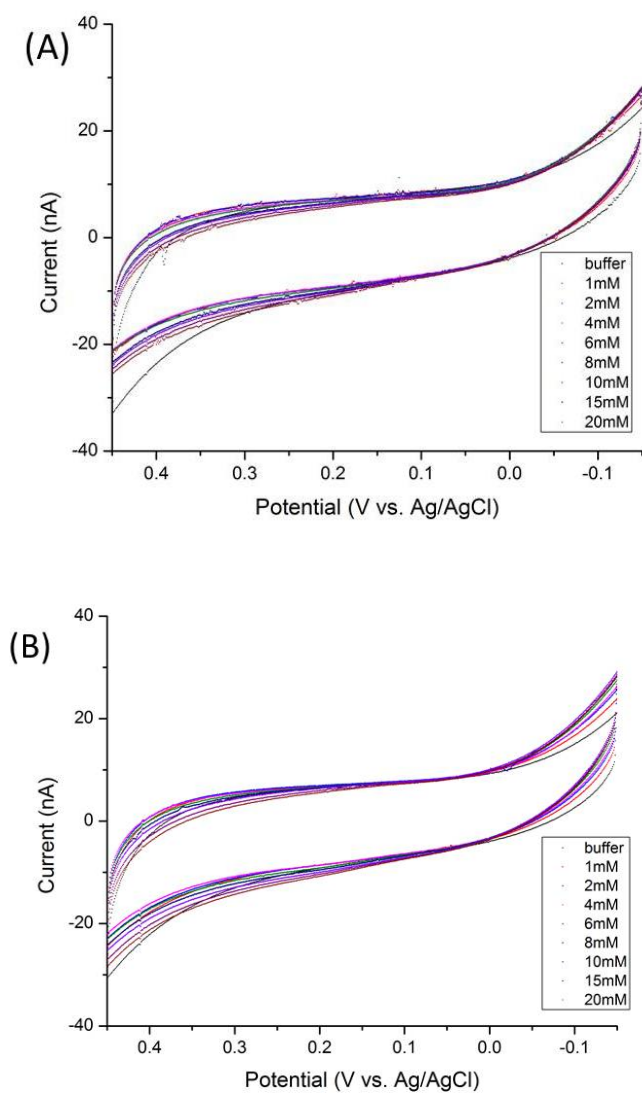 (A)
40
20
0
-20
-40
Current (nA)
0.4 0.3 0.2 0.1 0.0 -0.1
Potential (V vs. Ag/AgCl)
buffer
1mM
2mM
4mM
6mM
8mM
10mM
15mM
20mM
(B)
40
20
0
-20
-40
Current (nA)
0.4 0.3 0.2 0.1 0.0 -0.1
Potential (V vs. Ag/AgCl)
buffer
1mM
2mM
4mM
6mM
8mM
10mM
15mM
20mM